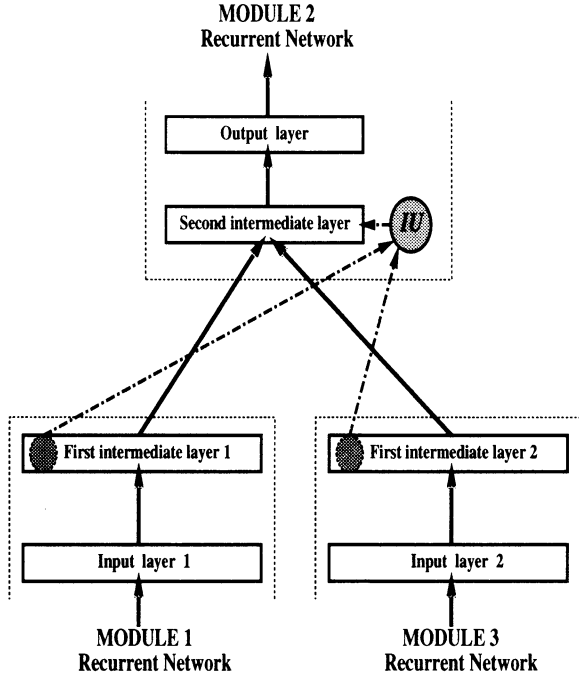 MODULE 2
Recurrent Network
Output layer
Second intermediate layer
IU
First intermediate layer 1
First intermediate layer 2
Input layer 1
Input layer 2
MODULE 1
Recurrent Network
MODULE 3
Recurrent Network